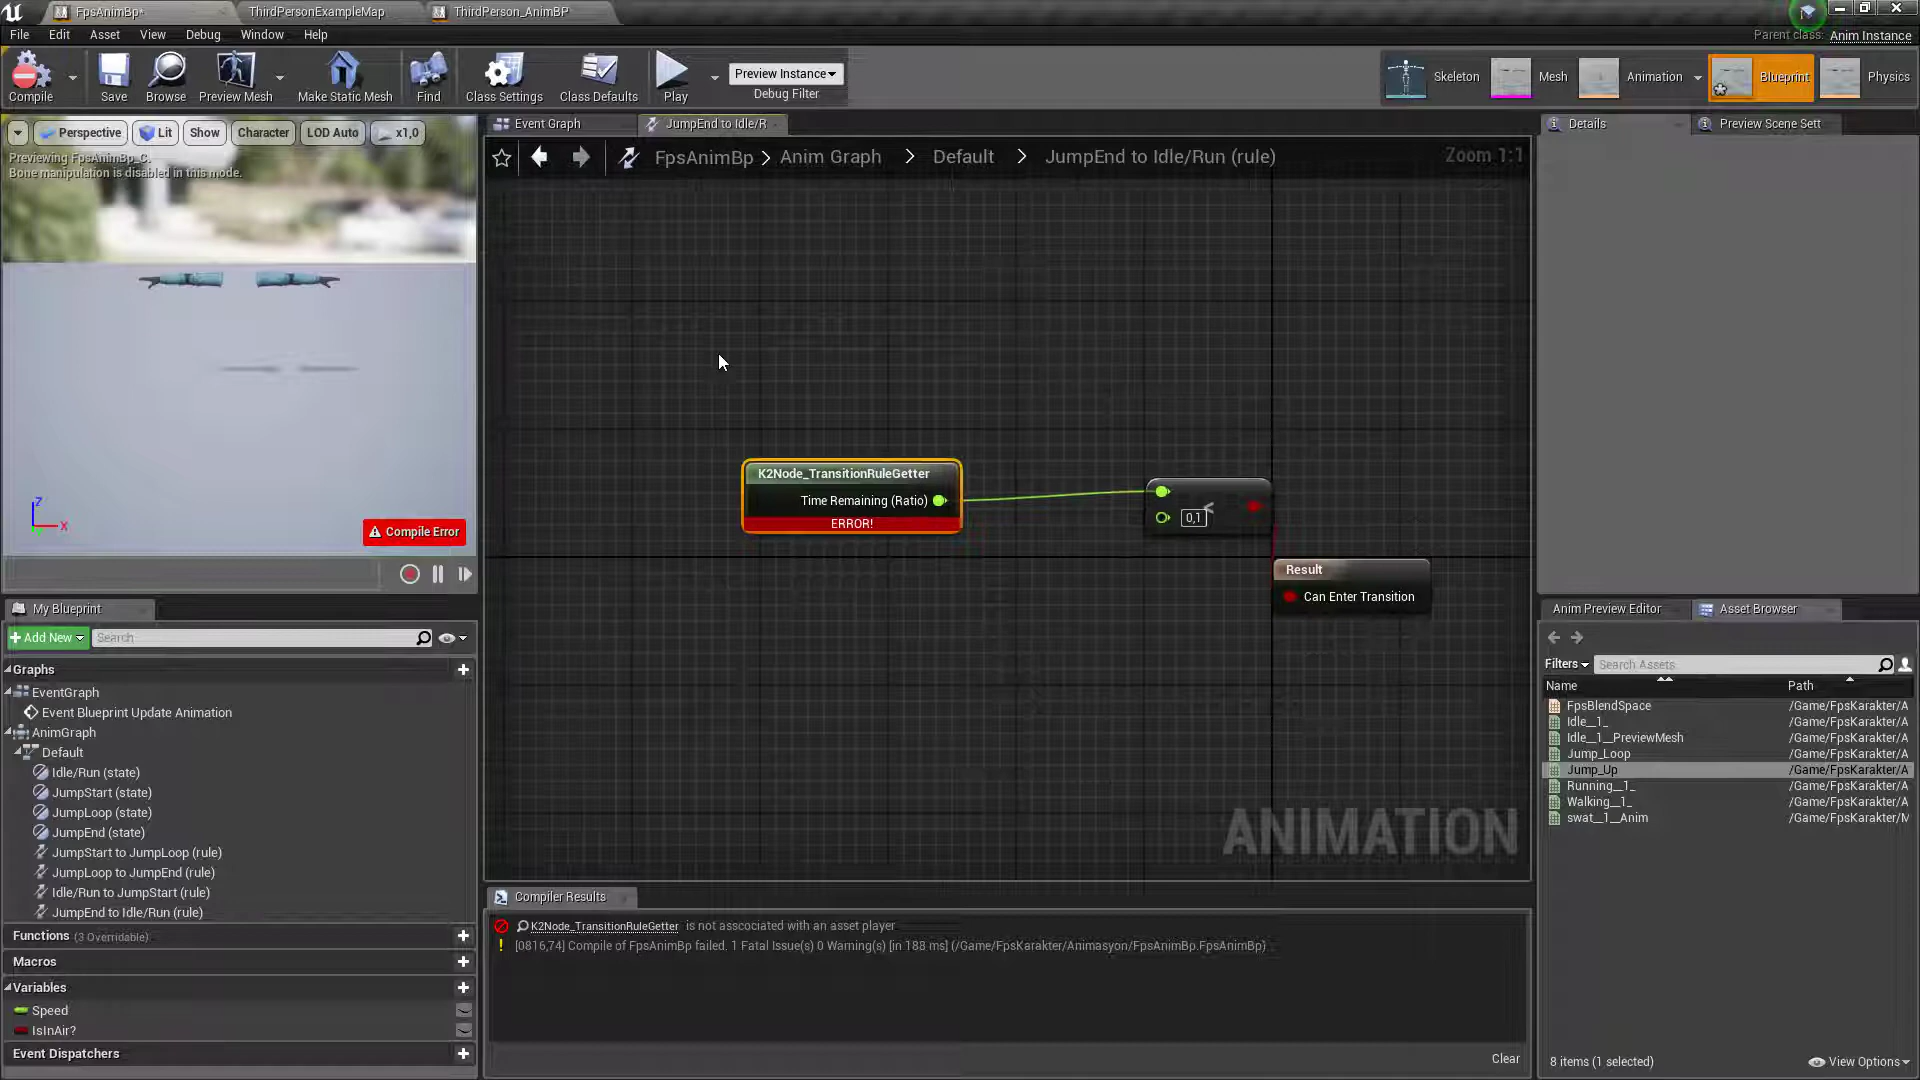 FpsAnimBp*
ThirdPersonExampleMap
ThirdPerson_AnimBP
File Edit Asset View Debug Window Help
Parent class: Anim Instance
Compile
Save
Browse
Preview Mesh
Make Static Mesh
Find
Class Settings
Class Defaults
Play
Preview Instance
Debug Filter
Skeleton
Mesh
Animation
Blueprint
Physics
Perspective
Lit
Show
Character
LOD Auto
x1,0
Previewing FpsAnimBp_C.
Bone manipulation is disabled in this mode.
Z
X
Compile Error
Event Graph
JumpEnd to Idle/R
FpsAnimBp > Anim Graph > Default > JumpEnd to Idle/Run (rule)
Zoom 1:1
K2Node_TransitionRuleGetter
Time Remaining (Ratio)
ERROR!
<
0,1
Result
Can Enter Transition
ANIMATION
Details
Preview Scene Sett
My Blueprint
Add New
Search
Graphs
EventGraph
Event Blueprint Update Animation
AnimGraph
Default
Idle/Run (state)
JumpStart (state)
JumpLoop (state)
JumpEnd (state)
JumpStart to JumpLoop (rule)
JumpLoop to JumpEnd (rule)
Idle/Run to JumpStart (rule)
JumpEnd to Idle/Run (rule)
Functions (3 Overridable)
Macros
Variables
Speed
IsInAir?
Event Dispatchers
Compiler Results
K2Node_TransitionRuleGetter is not asscociated with an asset player
[0816,74] Compile of FpsAnimBp failed. 1 Fatal Issue(s) 0 Warning(s) [in 188 ms] (/Game/FpsKarakter/Animasyon/FpsAnimBp.FpsAnimBp)
Clear
Anim Preview Editor
Asset Browser
Filters
Search Assets
Name Path
FpsBlendSpace /Game/FpsKarakter/A
Idle__1_ /Game/FpsKarakter/A
Idle__1__PreviewMesh /Game/FpsKarakter/A
Jump_Loop /Game/FpsKarakter/A
Jump_Up /Game/FpsKarakter/A
Running__1_ /Game/FpsKarakter/A
Walking__1_ /Game/FpsKarakter/A
swat__1__Anim /Game/FpsKarakter/M
8 items (1 selected)
View Options